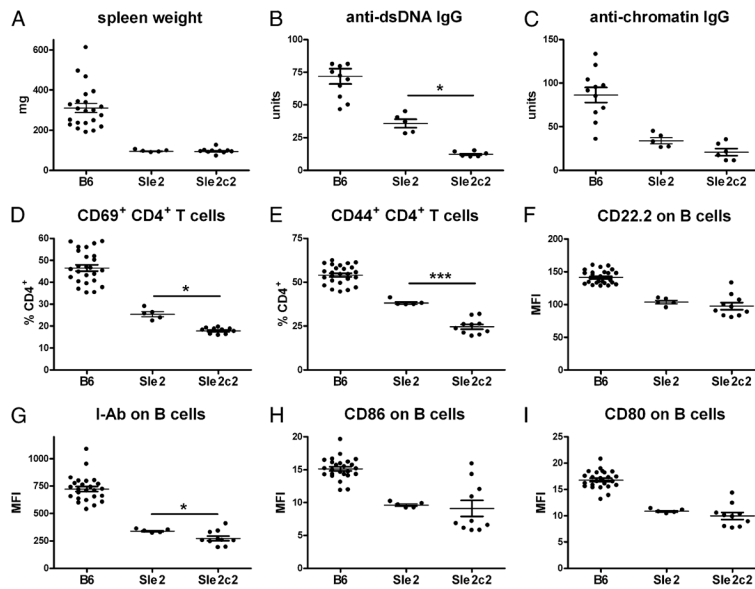 A spleen weight
mg
600
400
200
0
B6 Sle2 Sle2c2
B anti-dsDNA IgG
units
100
75
50
25
0
*
B6 Sle2 Sle2c2
C anti-chromatin IgG
units
150
100
50
0
B6 Sle2 Sle2c2
D CD69⁺ CD4⁺ T cells
% CD4⁺
60
50
40
30
20
10
0
*
B6 Sle2 Sle2c2
E CD44⁺ CD4⁺ T cells
% CD4⁺
75
50
25
0
***
B6 Sle2 Sle2c2
F CD22.2 on B cells
MFI
200
150
100
50
0
B6 Sle2 Sle2c2
G I-Ab on B cells
MFI
1000
750
500
250
0
*
B6 Sle2 Sle2c2
H CD86 on B cells
20
15
10
5
0
B6 Sle2 Sle2c2
I CD80 on B cells
MFI
25
20
15
10
5
0
B6 Sle2 Sle2c2